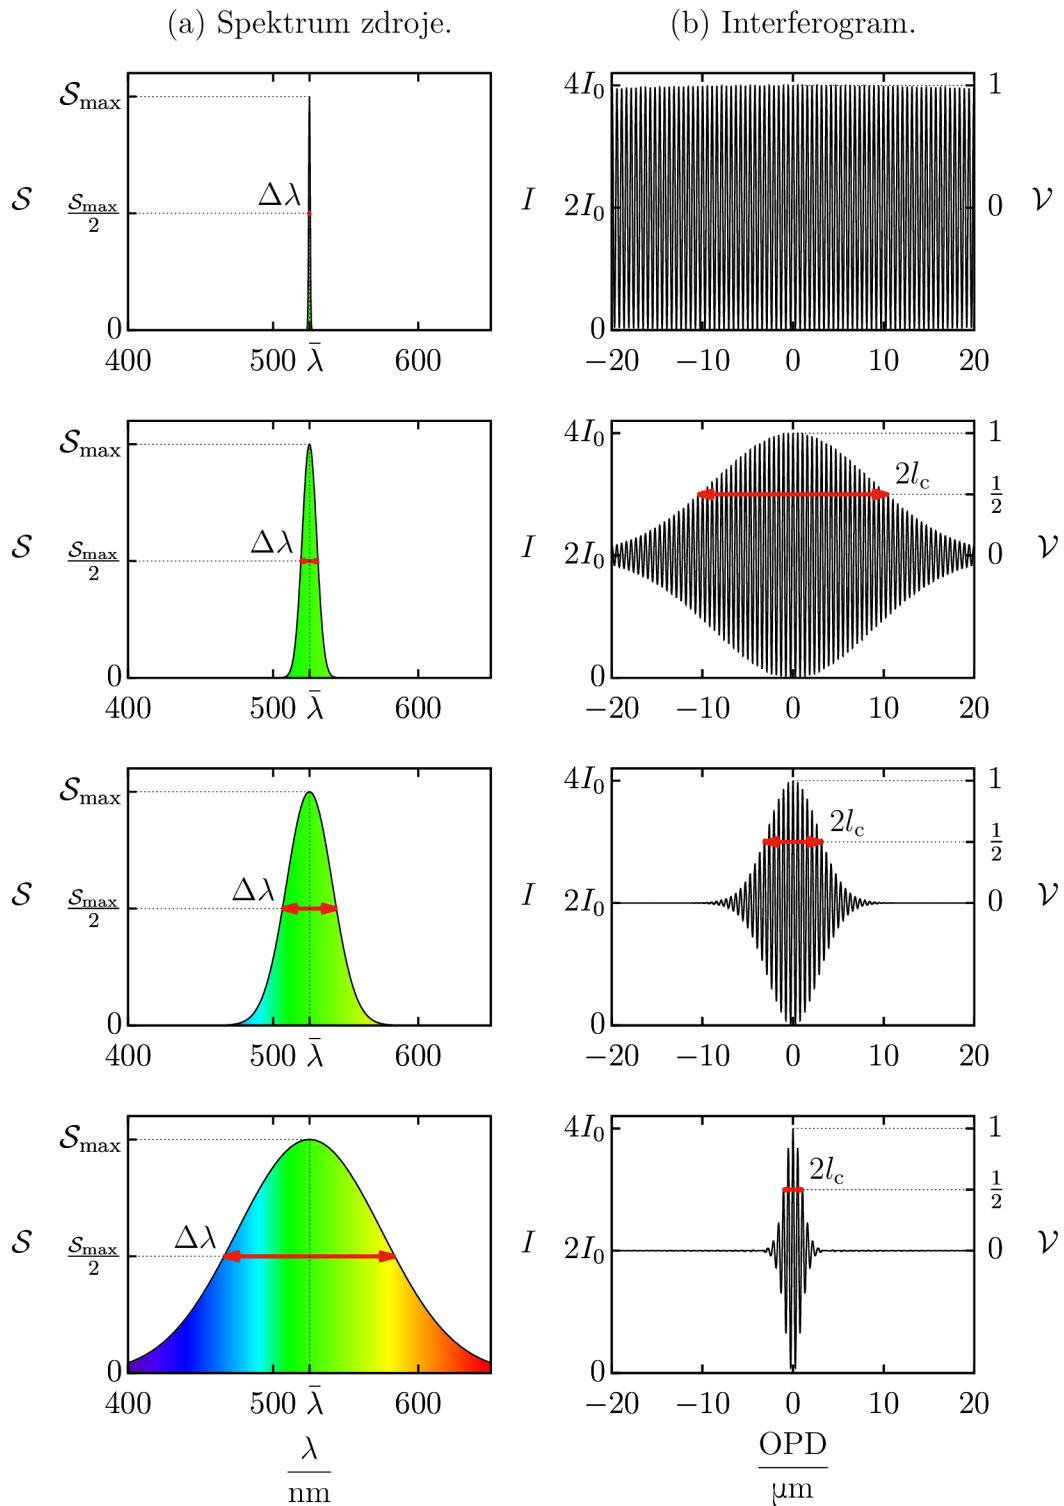 (a) Spektrum zdroje. (b) Interferogram.
𝒮max 4I₀ 1
Δλ
𝒮 𝒮max/2 I 2I₀ 0 𝒱
0 0
400 500 λ̄ 600 −20 −10 0 10 20
𝒮max 4I₀ 1
2lc 1/2
Δλ
𝒮 𝒮max/2 I 2I₀ 0 𝒱
0 0
400 500 λ̄ 600 −20 −10 0 10 20
𝒮max 4I₀ 1
2lc 1/2
Δλ
𝒮 𝒮max/2 I 2I₀ 0 𝒱
0 0
400 500 λ̄ 600 −20 −10 0 10 20
𝒮max 4I₀ 1
2lc 1/2
Δλ
𝒮 𝒮max/2 I 2I₀ 0 𝒱
0 0
400 500 λ̄ 600 −20 −10 0 10 20
λ OPD
nm µm